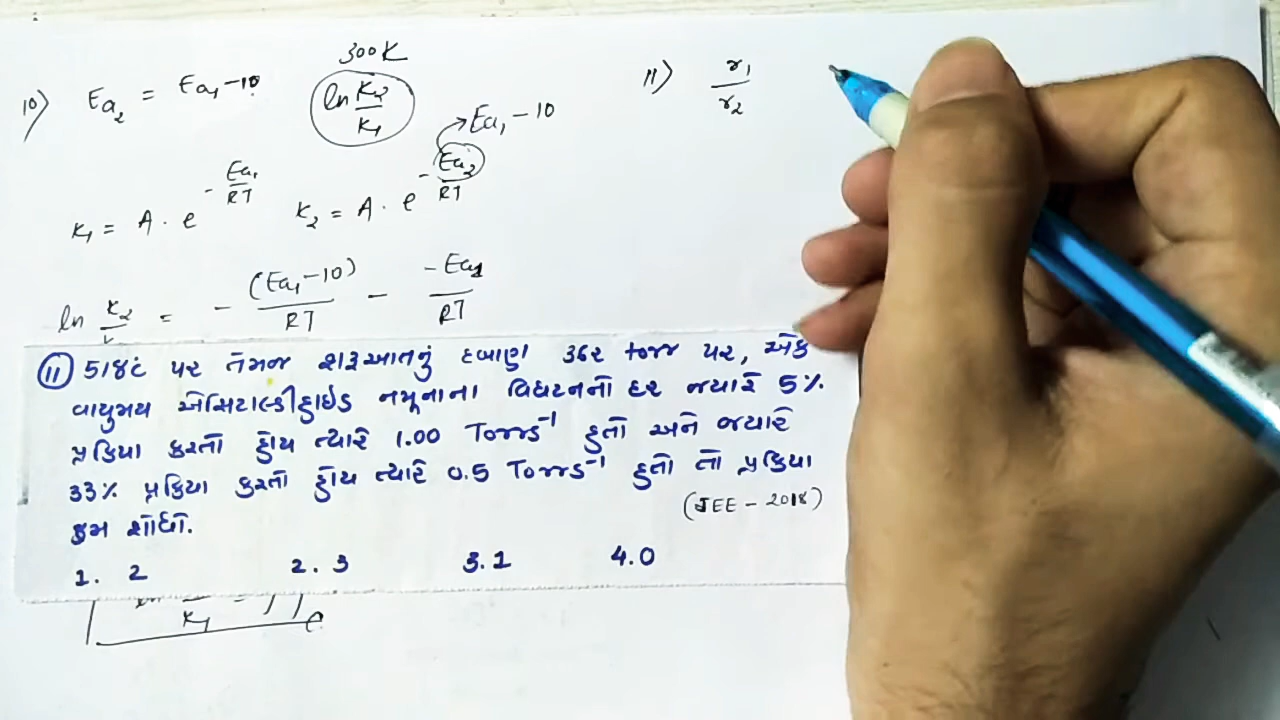 10) Ea₂ = Ea₁ - 10
300K
ln K₂/K₁
Ea₁ - 10
K₁ = A · e^(-Ea₁/RT) K₂ = A · e^(-Ea₂/RT)
ln K₂/ = -(Ea₁ - 10)/RT - -Ea₁/RT
11) r₁/r₂
(11) 518℃ પર તેમજ શરૂઆતનું દબાણ 363 torr પર, એક
વાયુમય એસિટાલ્ડીહાઇડ નમૂનાના વિઘટનનો દર જયારે 5%
પ્રક્રિયા કરતો હોય ત્યારે 1.00 Torrs⁻¹ હતો અને જ્યારે
33% પ્રક્રિયા કરતો હોય ત્યારે 0.5 Torrs⁻¹ હતો તો પ્રક્રિયા
ક્રમ શોધો. (JEE - 2018)
1. 2 2. 3 3. 1 4. 0
K₁